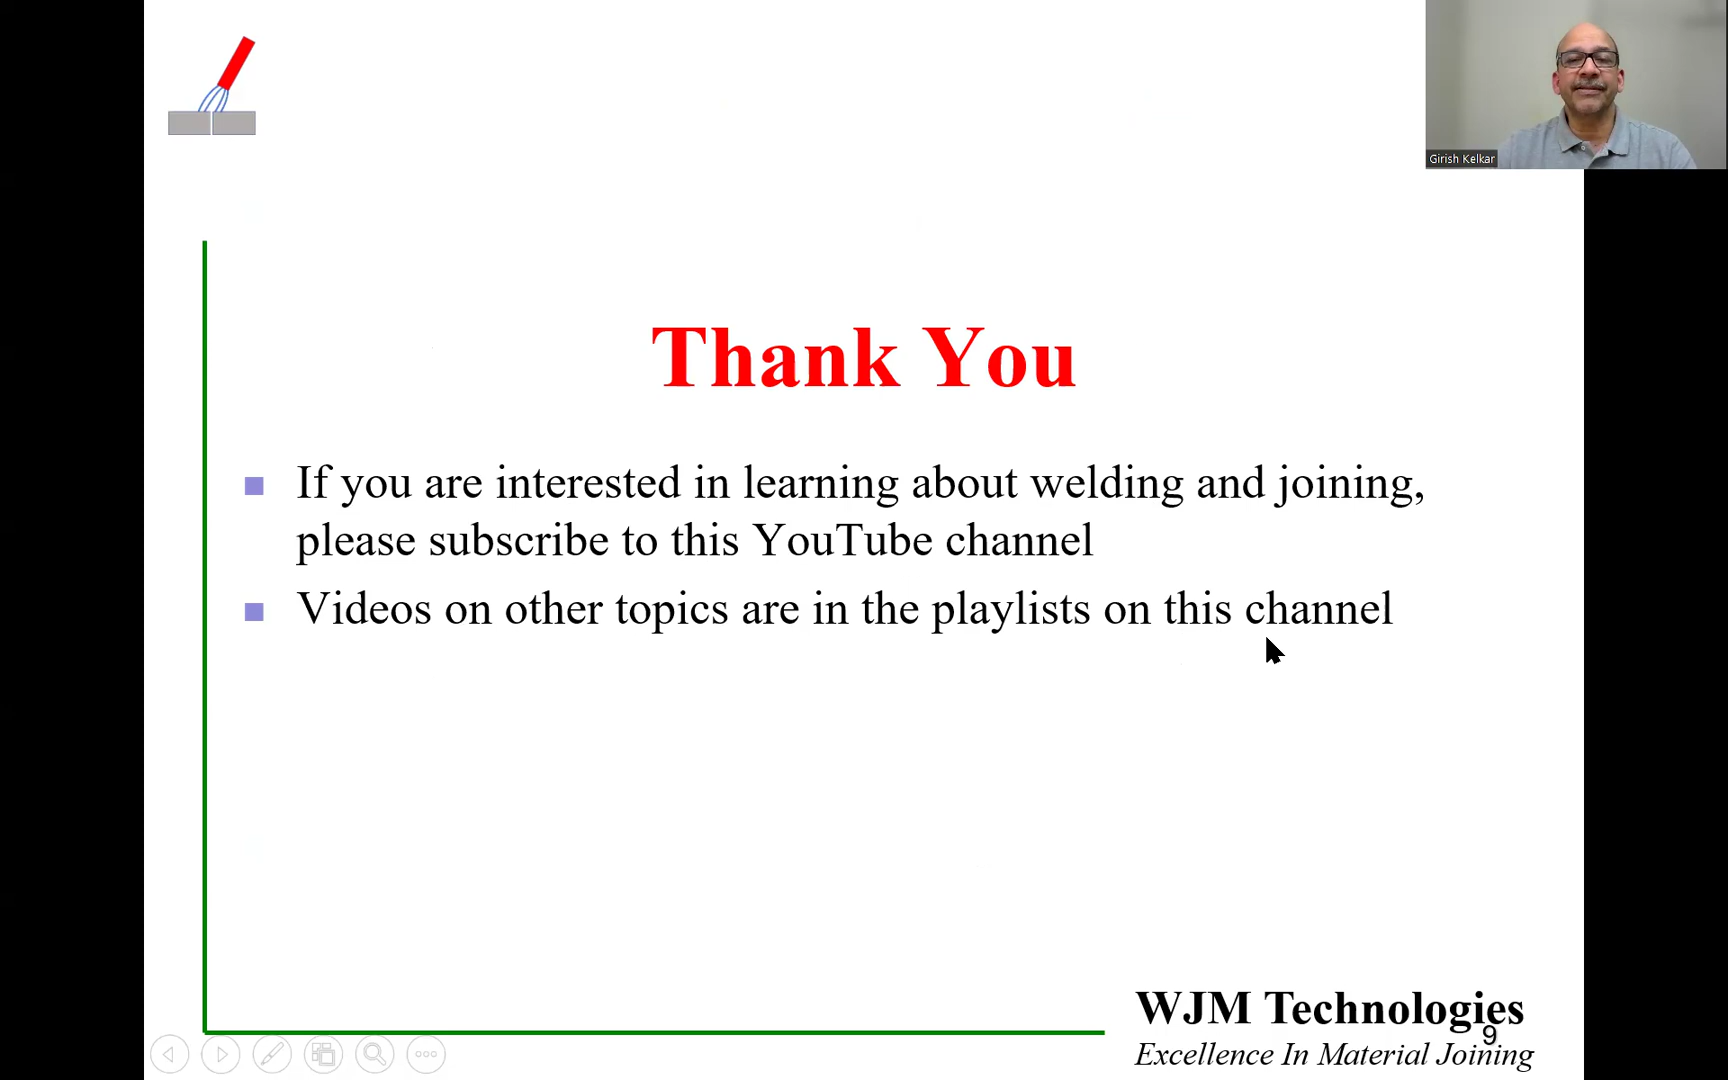 Girish Kelkar
Thank You
If you are interested in learning about welding and joining,
please subscribe to this YouTube channel
Videos on other topics are in the playlists on this channel
WJM Technologies
9
Excellence In Material Joining